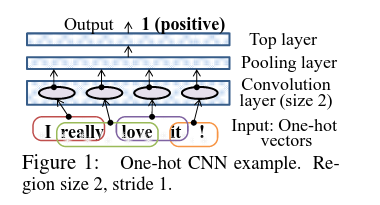 Output 1 (positive)
Top layer
Pooling layer
Convolution
layer (size 2)
I really love it !
Input: One-hot
vectors
Figure 1: One-hot CNN example. Re-
gion size 2, stride 1.